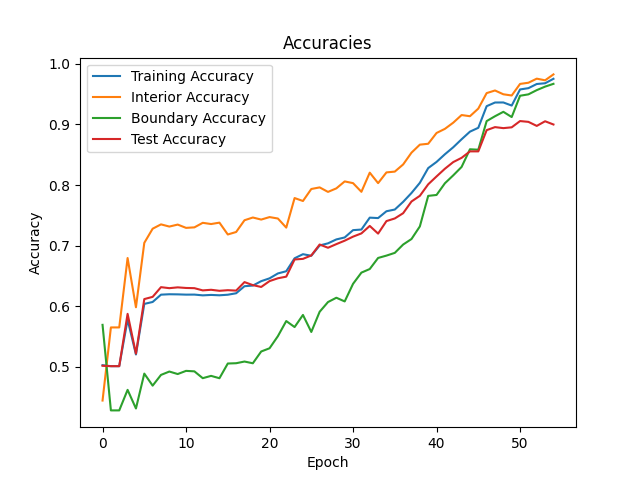 Accuracies
Training Accuracy
Interior Accuracy
Boundary Accuracy
Test Accuracy
1.0
0.9
0.8
0.7
0.6
0.5
Accuracy
0 10 20 30 40 50
Epoch